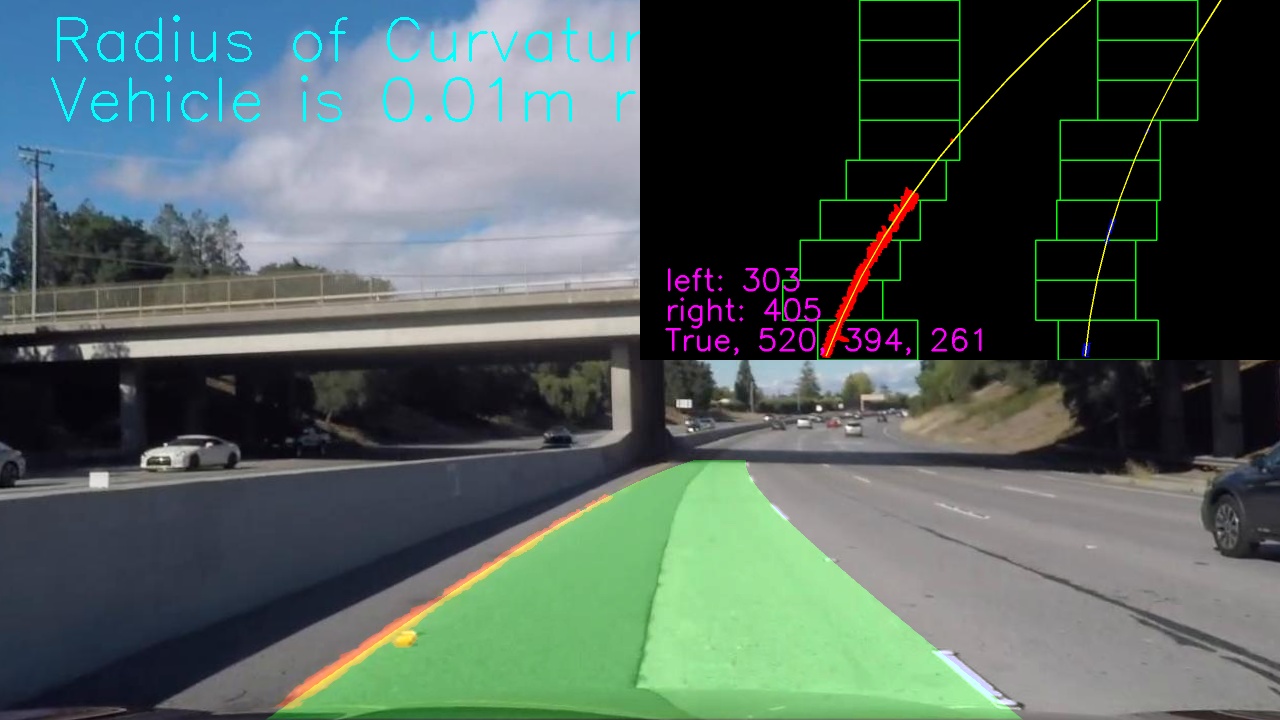 Radius of Curvatur
Vehicle is 0.01m r
left: 303
right: 405
True, 520, 394, 261